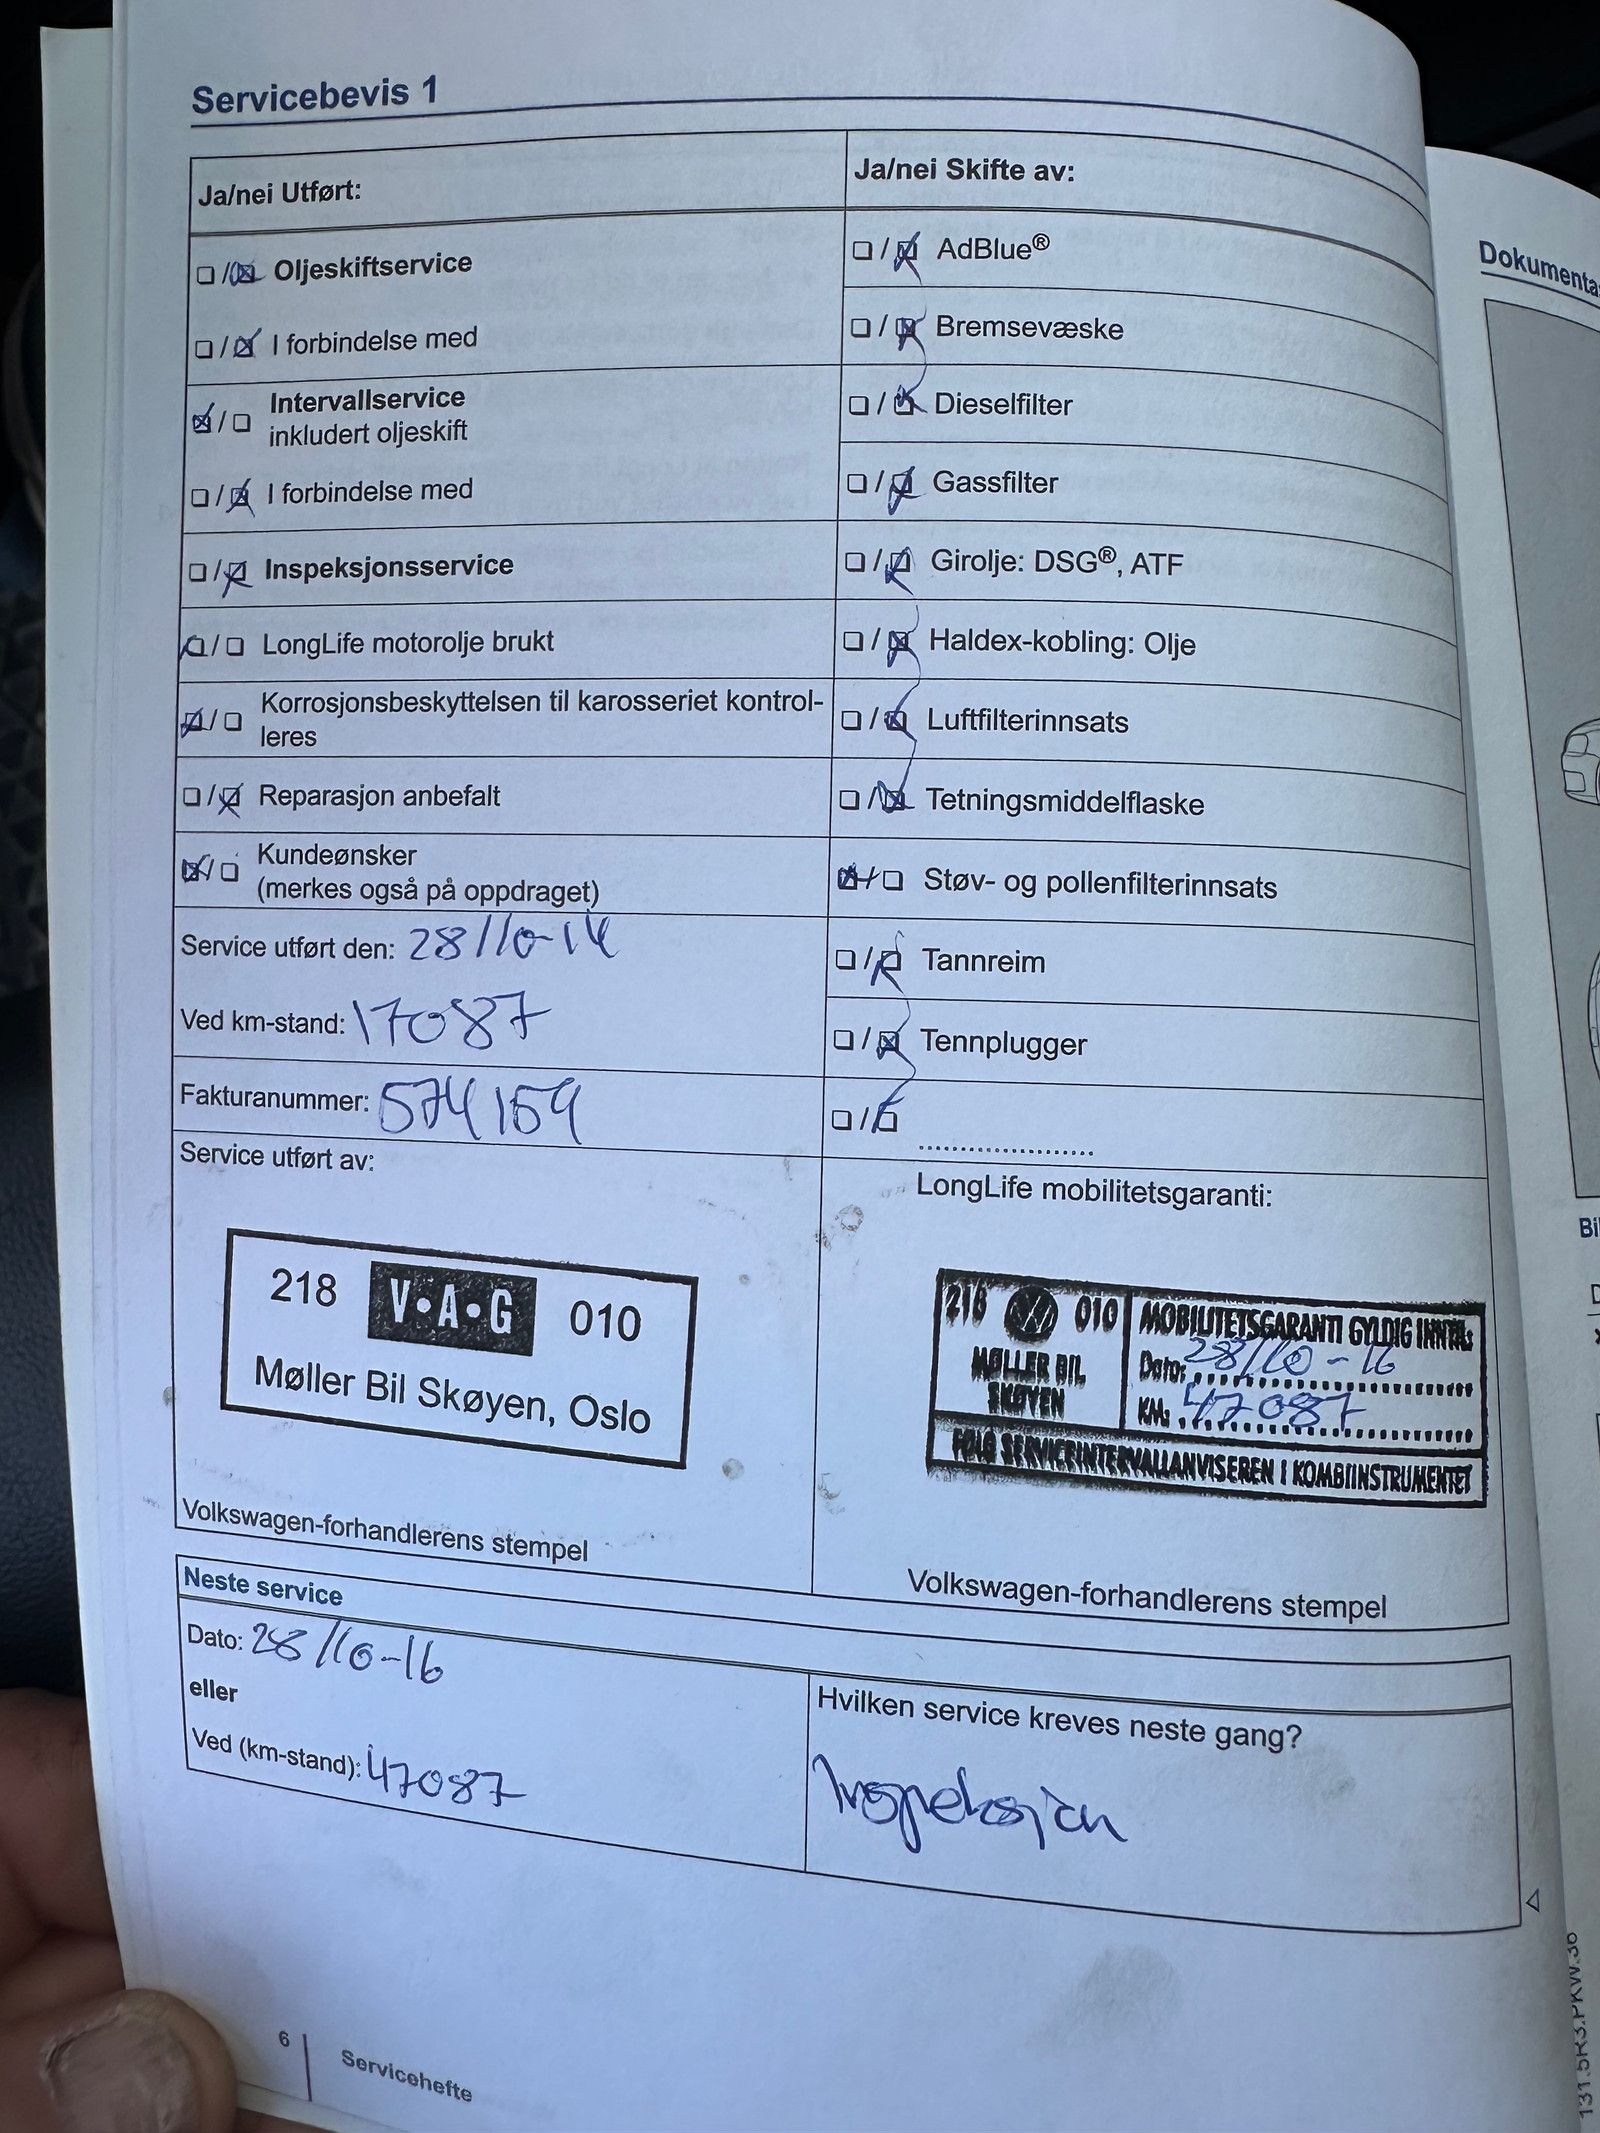 Servicebevis 1
Ja/nei Utført:
Ja/nei Skifte av:
☐/☒ Oljeskiftservice
☐/☒ I forbindelse med
☒/☐ Intervallservice
inkludert oljeskift
☐/☒ I forbindelse med
☐/☒ Inspeksjonsservice
☒/☐ LongLife motorolje brukt
☒/☐ Korrosjonsbeskyttelsen til karosseriet kontrol-
leres
☐/☒ Reparasjon anbefalt
☒/☐ Kundeønsker
(merkes også på oppdraget)
Service utført den: 28/10-14
Ved km-stand: 17087
Fakturanummer: 574159
☐/☒ AdBlue®
☐/☒ Bremsevæske
☐/☒ Dieselfilter
☐/☒ Gassfilter
☐/☒ Girolje: DSG®, ATF
☐/☒ Haldex-kobling: Olje
☐/☒ Luftfilterinnsats
☐/☒ Tetningsmiddelflaske
☒/☐ Støv- og pollenfilterinnsats
☐/☒ Tannreim
☐/☒ Tennplugger
☐/☒ ....................
Service utført av:
218 V•A•G 010
Møller Bil Skøyen, Oslo
Volkswagen-forhandlerens stempel
LongLife mobilitetsgaranti:
218 010
MØLLER BIL
SKØYEN
MOBILITETSGARANTI GYLDIG INNTIL:
Dato: 28/10-16
KM: 47087
FØLG SERVICEINTERVALLANVISEREN I KOMBIINSTRUMENTET
Volkswagen-forhandlerens stempel
Neste service
Dato: 28/10-16
eller
Ved (km-stand): 47087
Hvilken service kreves neste gang?
Inspeksjon
6
Servicehefte
Dokumenta
Bi
131.5R3.PKW.30